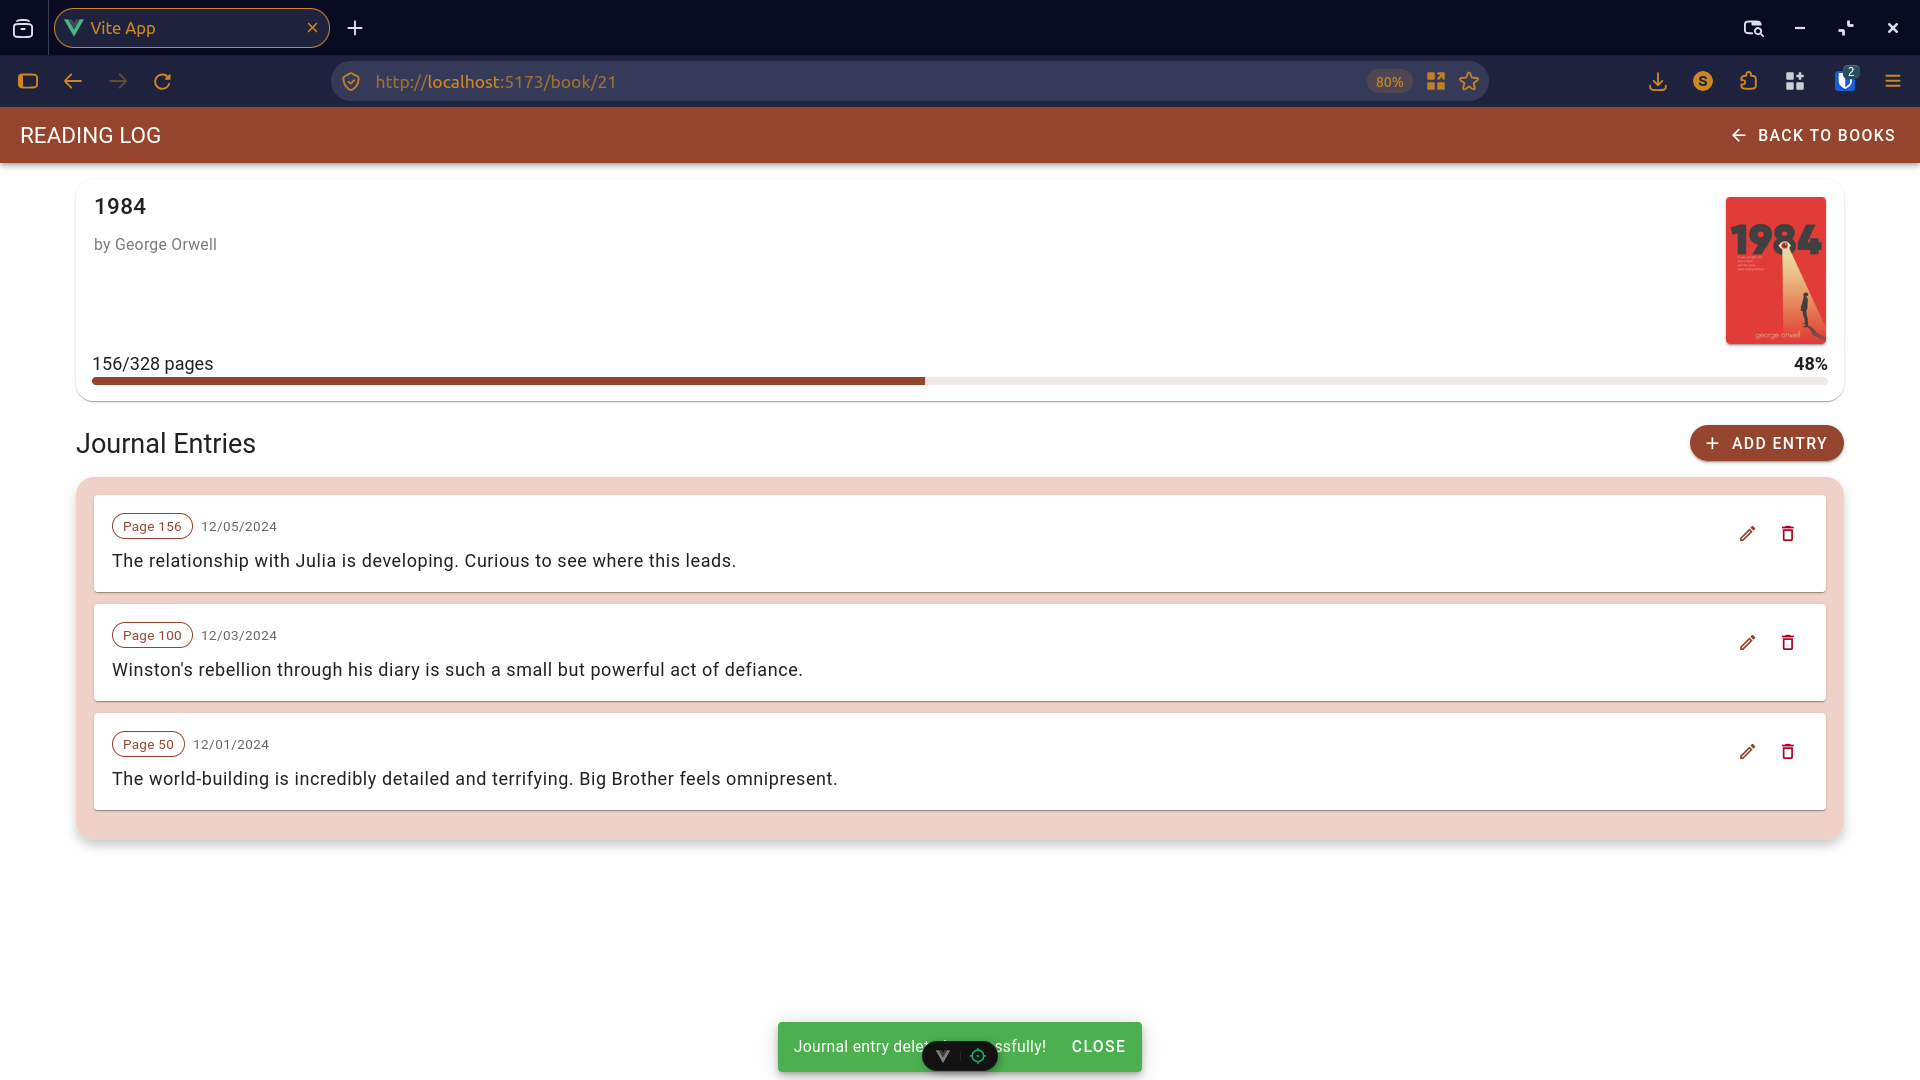 Vite App
http://localhost:5173/book/21
80%
S
2
READING LOG
BACK TO BOOKS
1984
by George Orwell
1984
george orwell
156/328 pages
48%
Journal Entries
ADD ENTRY
Page 156 12/05/2024
The relationship with Julia is developing. Curious to see where this leads.
Page 100 12/03/2024
Winston's rebellion through his diary is such a small but powerful act of defiance.
Page 50 12/01/2024
The world-building is incredibly detailed and terrifying. Big Brother feels omnipresent.
Journal entry CLOSE